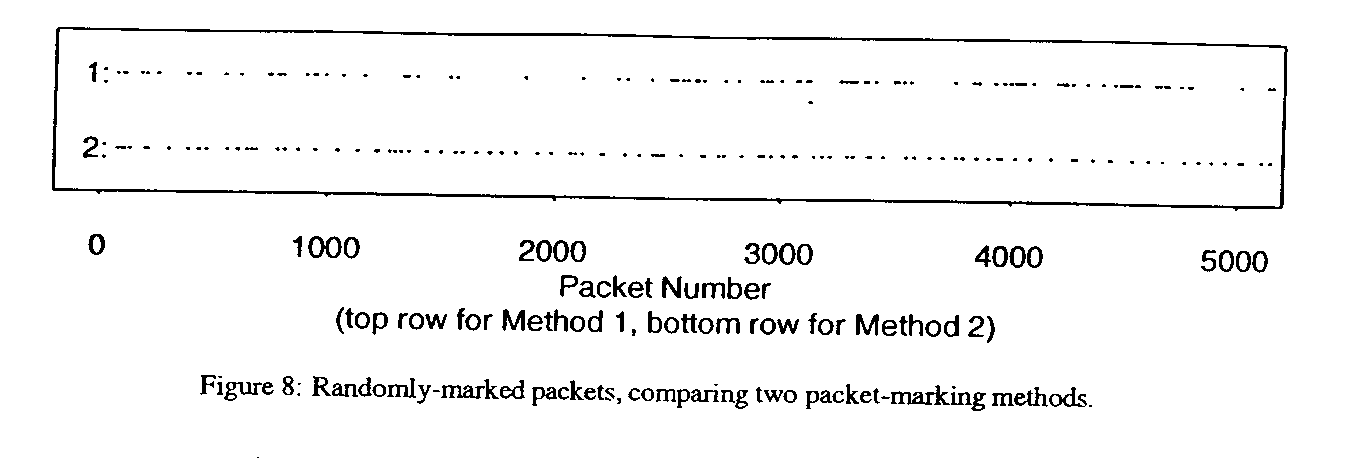 1:
2:
0 1000 2000 3000 4000 5000
Packet Number
(top row for Method 1, bottom row for Method 2)
Figure 8: Randomly-marked packets, comparing two packet-marking methods.